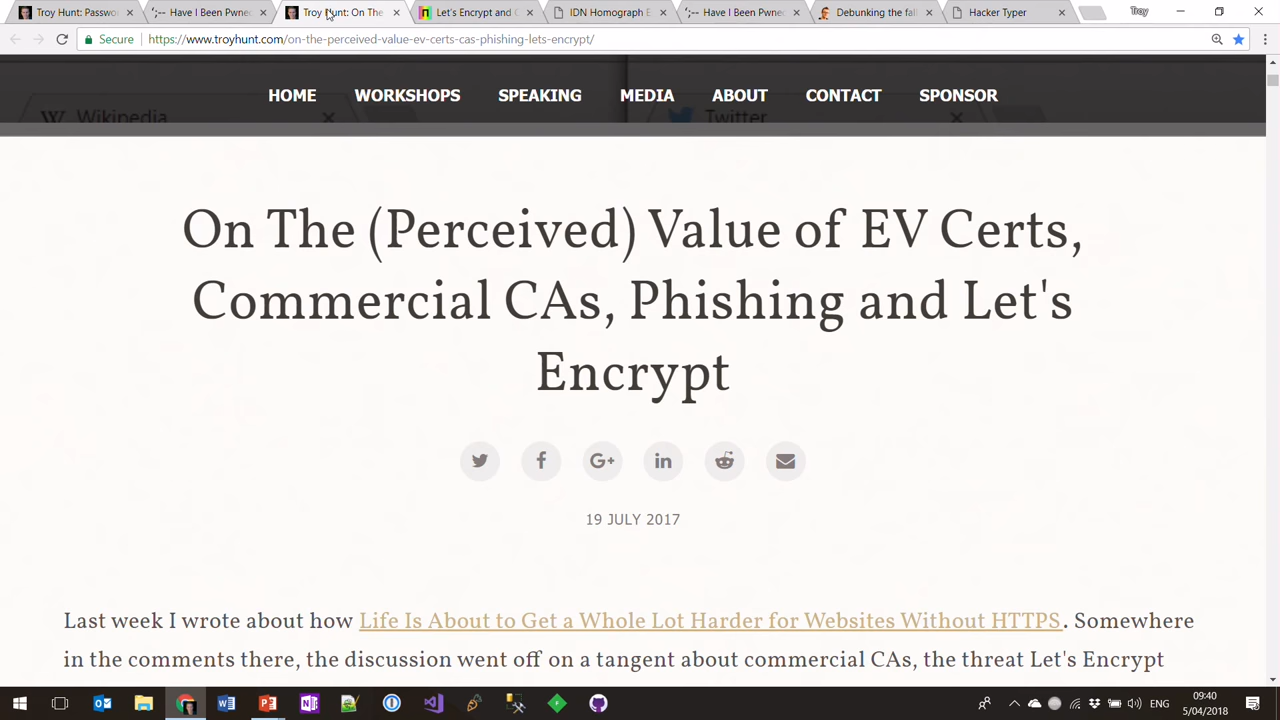 Troy Hunt: Passwo
Have I Been Pwned
Troy Hunt: On The
Let's Encrypt and C
IDN Homograph E
Have I Been Pwned
Debunking the fal
Hacker Typer
Troy
Secure
https://www.troyhunt.com/on-the-perceived-value-ev-certs-cas-phishing-lets-encrypt/
Wikipedia
Twitter
HOME WORKSHOPS SPEAKING MEDIA ABOUT CONTACT SPONSOR
On The (Perceived) Value of EV Certs,
Commercial CAs, Phishing and Let's
Encrypt
19 JULY 2017
Last week I wrote about how Life Is About to Get a Whole Lot Harder for Websites Without HTTPS. Somewhere
in the comments there, the discussion went off on a tangent about commercial CAs, the threat Let's Encrypt
ENG
09:40
5/04/2018